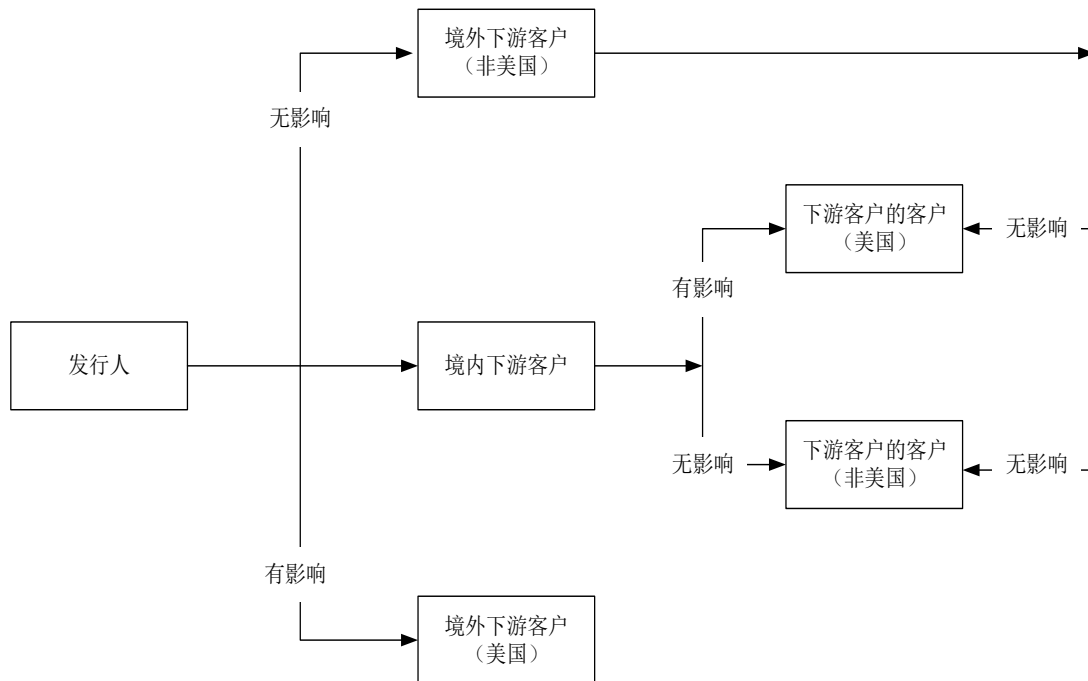 境外下游客户
（非美国）
无影响
下游客户的客户
（美国）
无影响
有影响
发行人
境内下游客户
下游客户的客户
（非美国）
无影响
无影响
有影响
境外下游客户
（美国）